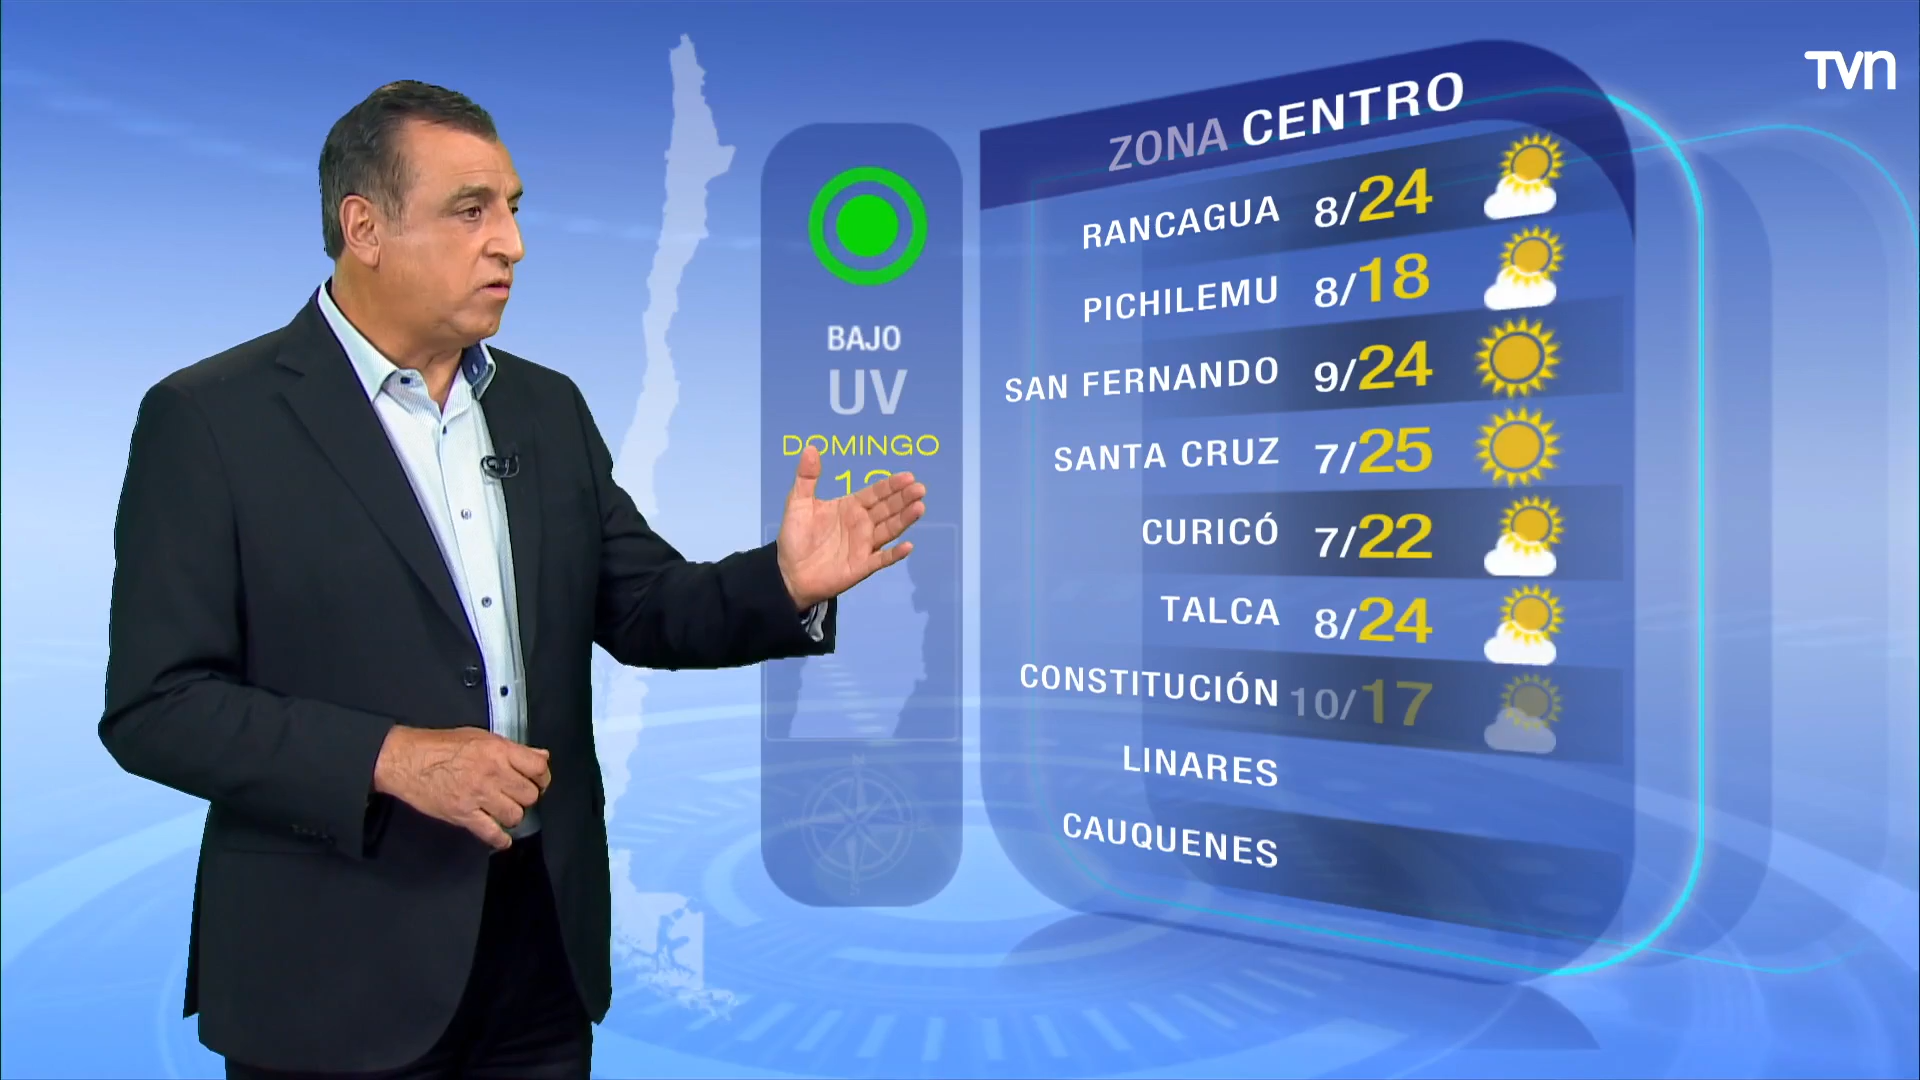 TVN
ZONA CENTRO
RANCAGUA 8/24
PICHILEMU 8/18
SAN FERNANDO 9/24
SANTA CRUZ 7/25
CURICÓ 7/22
TALCA 8/24
CONSTITUCIÓN 10/17
LINARES
CAUQUENES
BAJO
UV
DOMINGO